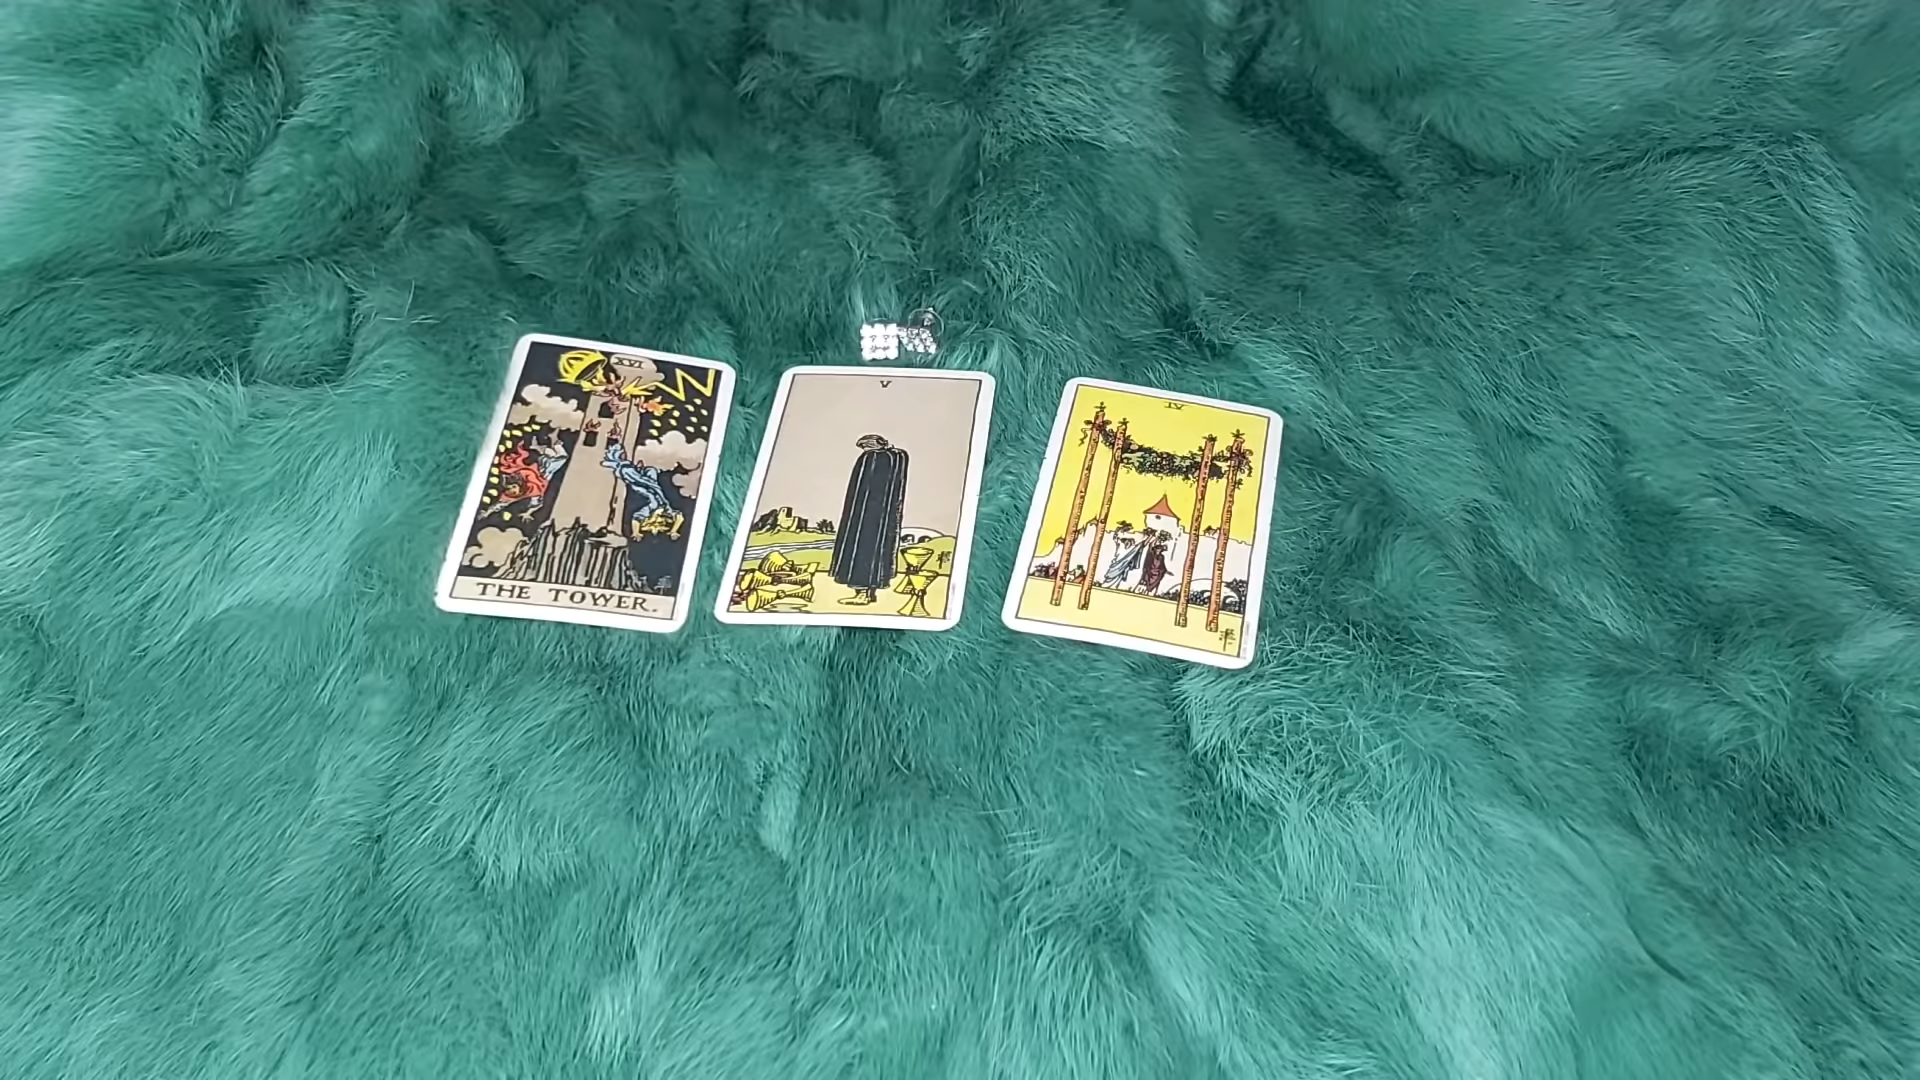 XVI
THE TOWER.
V
IV